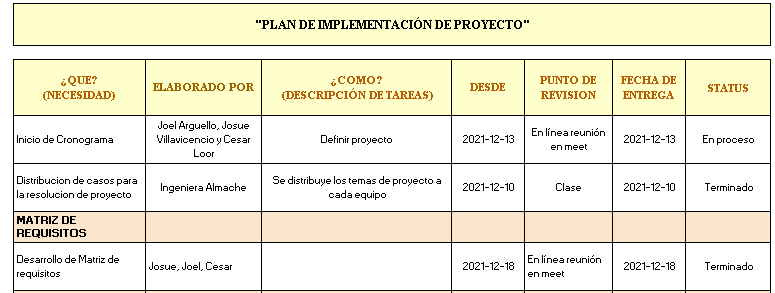 "PLAN DE IMPLEMENTACIÓN DE PROYECTO"
¿QUE? (NECESIDAD) ELABORADO POR ¿COMO? (DESCRIPCIÓN DE TAREAS) DESDE PUNTO DE REVISION FECHA DE ENTREGA STATUS
Inicio de Cronograma Joel Arguello, Josue Villavicencio y Cesar Loor Definir proyecto 2021-12-13 En línea reunión en meet 2021-12-13 En proceso
Distribucion de casos para la resolucion de proyecto Ingeniera Almache Se distribuye los temas de proyecto a cada equipo 2021-12-10 Clase 2021-12-10 Terminado
MATRIZ DE REQUISITOS
Desarrollo de Matriz de requisitos Josue, Joel, Cesar 2021-12-18 En línea reunión en meet 2021-12-18 Terminado